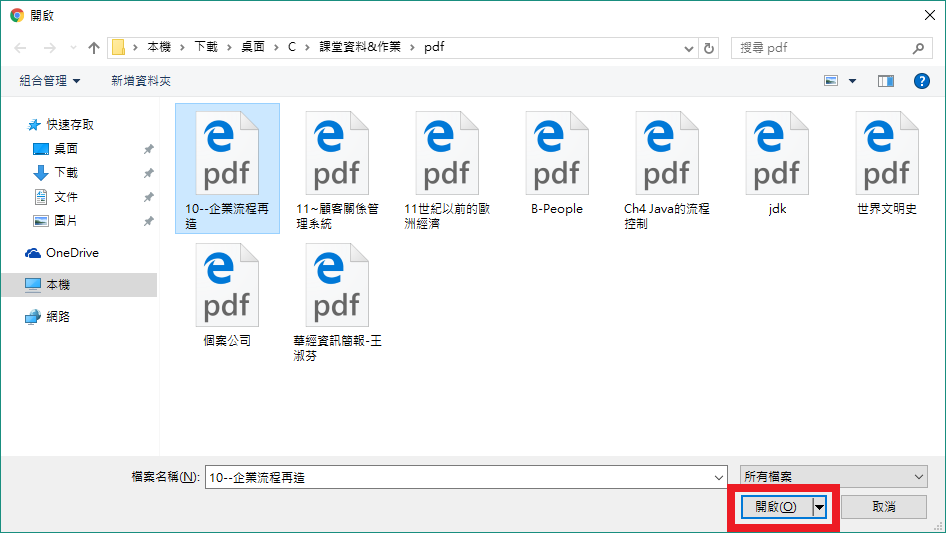 開啟
本機 › 下載 › 桌面 › C › 課堂資料&作業 › pdf
搜尋 pdf
組合管理
新增資料夾
快速存取
桌面
下載
文件
圖片
OneDrive
本機
網路
pdf
10--企業流程再
造
pdf
11~顧客關係管
理系統
pdf
11世紀以前的歐
洲經濟
pdf
B-People
pdf
Ch4 Java的流程
控制
pdf
jdk
pdf
世界文明史
pdf
個案公司
pdf
華經資訊簡報-王
淑芬
檔案名稱(N):
10--企業流程再造
所有檔案
開啟(O)
取消